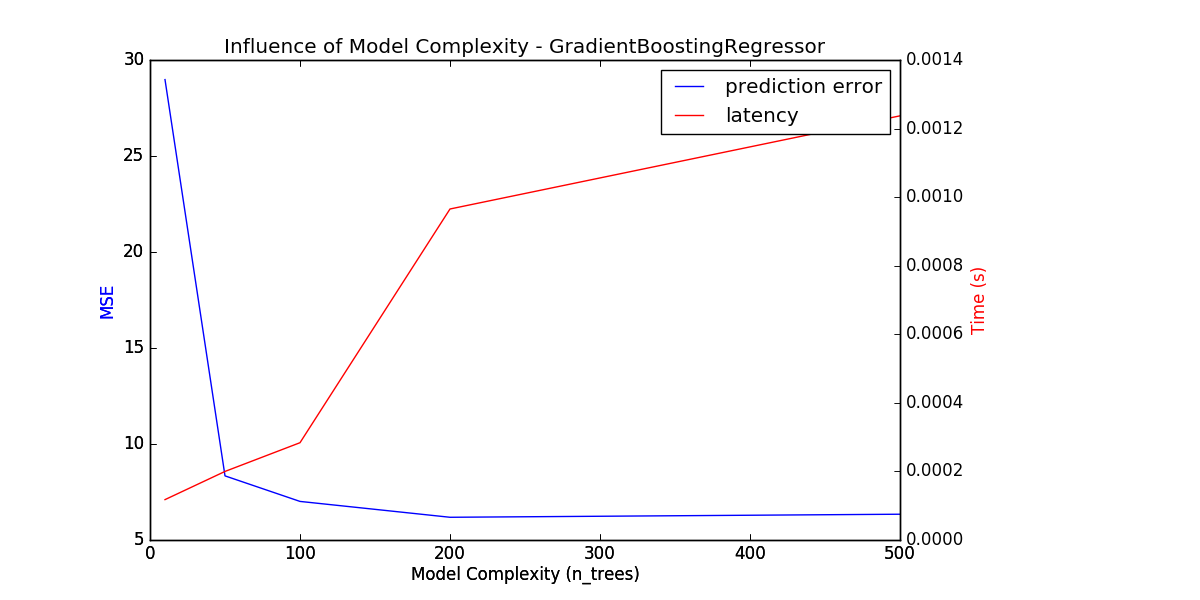 Influence of Model Complexity - GradientBoostingRegressor
prediction error
latency
30
25
20
15
10
5
MSE
0.0014
0.0012
0.0010
0.0008
0.0006
0.0004
0.0002
0.0000
Time (s)
0 100 200 300 400 500
Model Complexity (n_trees)